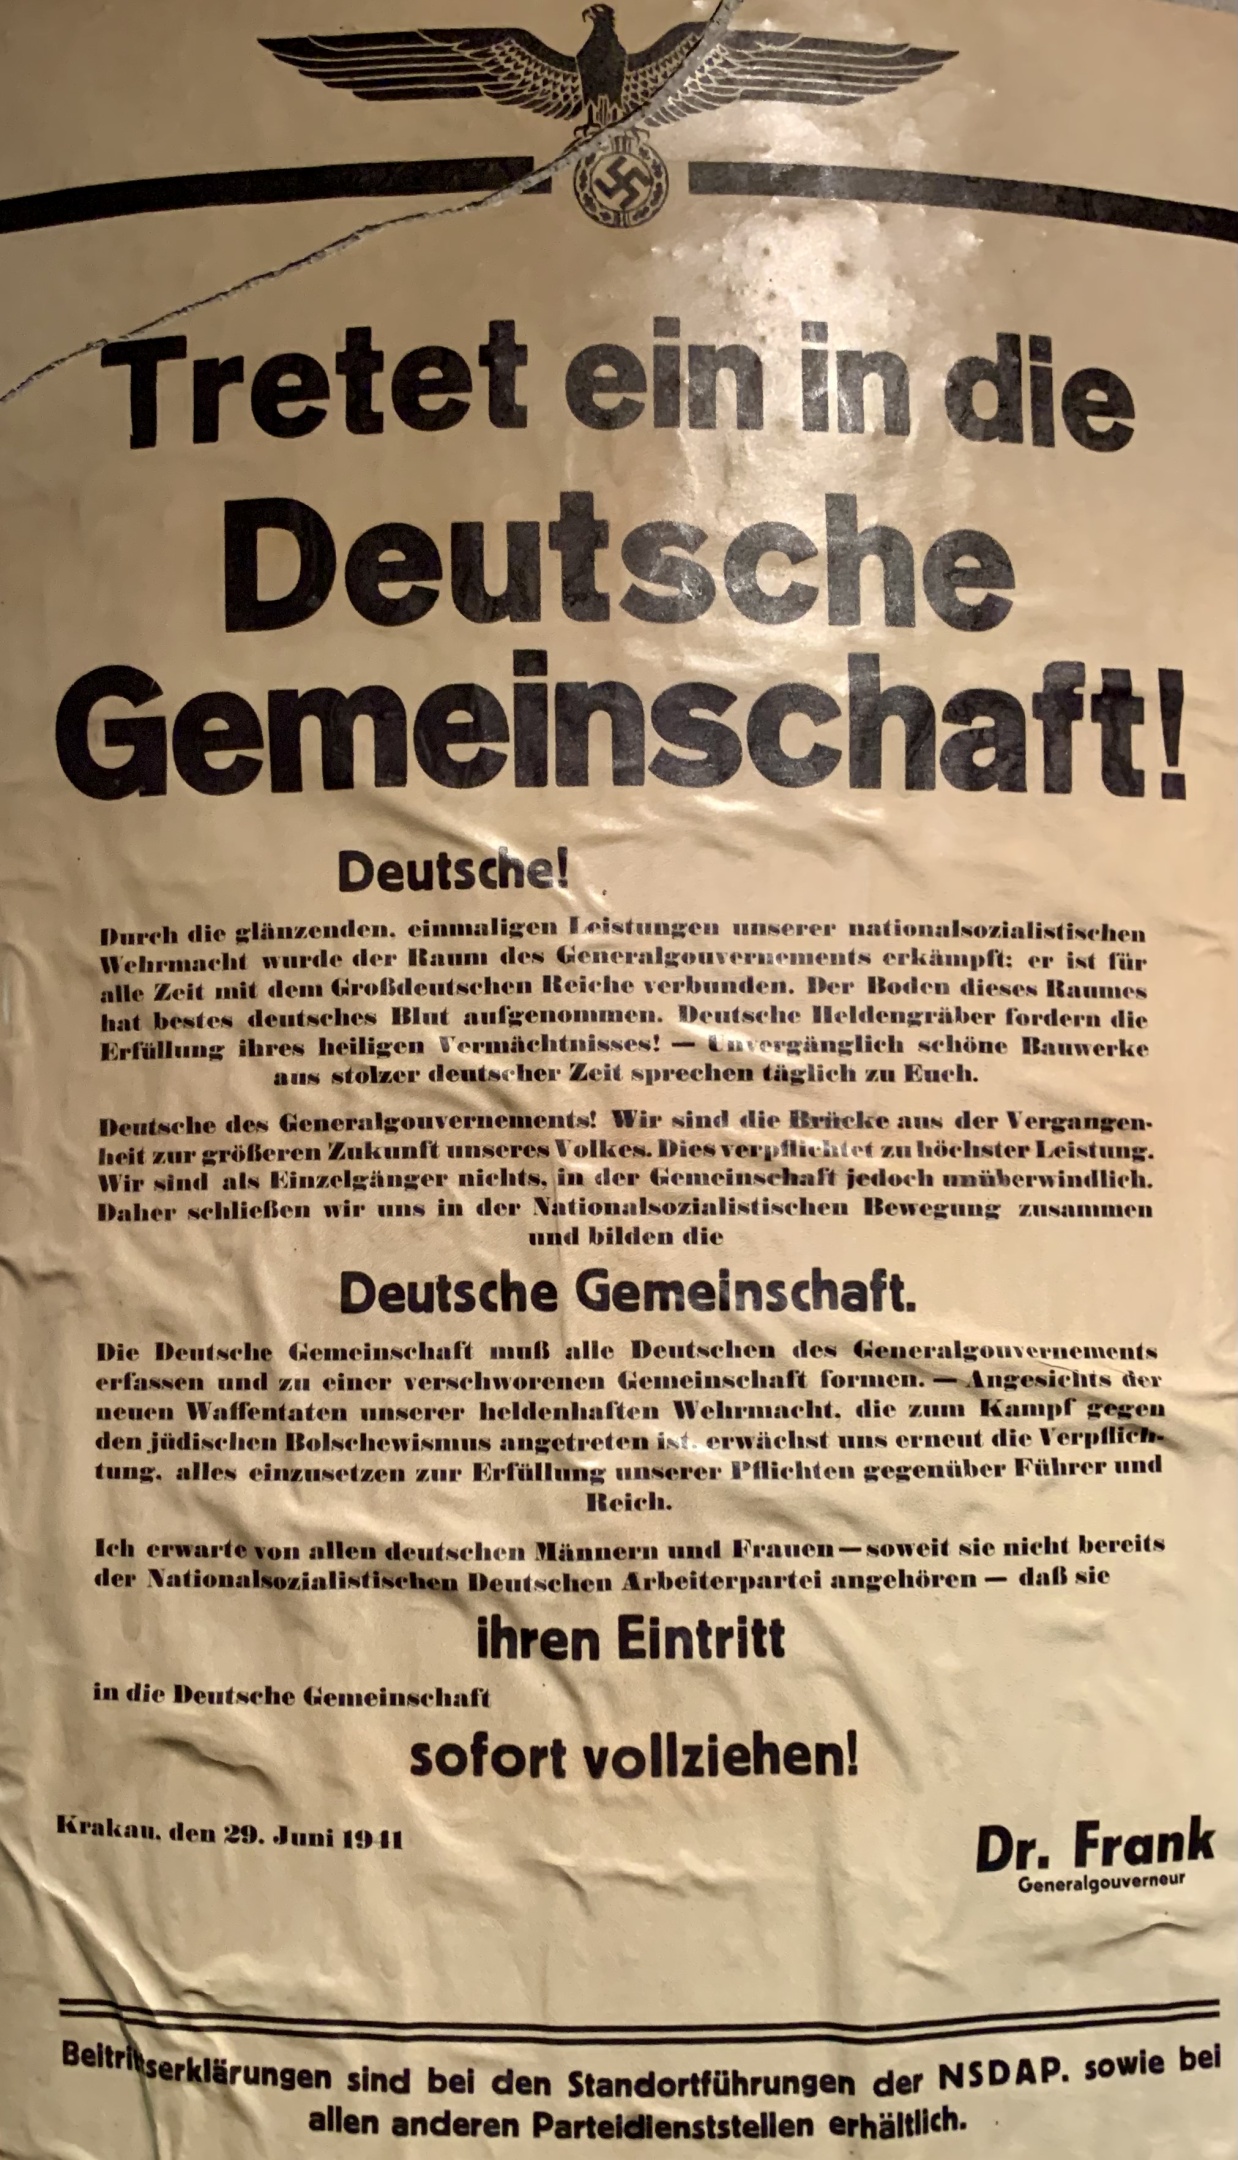 Tretet ein in die
Deutsche
Gemeinschaft!
Deutsche!
Durch die glänzenden, einmaligen Leistungen unserer nationalsozialistischen
Wehrmacht wurde der Raum des Generalgouvernements erkämpft; er ist für
alle Zeit mit dem Großdeutschen Reiche verbunden. Der Boden dieses Raumes
hat bestes deutsches Blut aufgenommen. Deutsche Heldengräber fordern die
Erfüllung ihres heiligen Vermächtnisses! — Unvergänglich schöne Bauwerke
aus stolzer deutscher Zeit sprechen täglich zu Euch.
Deutsche des Generalgouvernements! Wir sind die Brücke aus der Vergangen-
heit zur größeren Zukunft unseres Volkes. Dies verpflichtet zu höchster Leistung.
Wir sind als Einzelgänger nichts, in der Gemeinschaft jedoch unüberwindlich.
Daher schließen wir uns in der Nationalsozialistischen Bewegung zusammen
und bilden die
Deutsche Gemeinschaft.
Die Deutsche Gemeinschaft muß alle Deutschen des Generalgouvernements
erfassen und zu einer verschworenen Gemeinschaft formen. — Angesichts der
neuen Waffentaten unserer heldenhaften Wehrmacht, die zum Kampf gegen
den jüdischen Bolschewismus angetreten ist, erwächst uns erneut die Verpflich-
tung, alles einzusetzen zur Erfüllung unserer Pflichten gegenüber Führer und
Reich.
Ich erwarte von allen deutschen Männern und Frauen — soweit sie nicht bereits
der Nationalsozialistischen Deutschen Arbeiterpartei angehören — daß sie
ihren Eintritt
in die Deutsche Gemeinschaft
sofort vollziehen!
Krakau, den 29. Juni 1941
Dr. Frank
Generalgouverneur
Beitrittserklärungen sind bei den Standortführungen der NSDAP. sowie bei
allen anderen Parteidienststellen erhältlich.